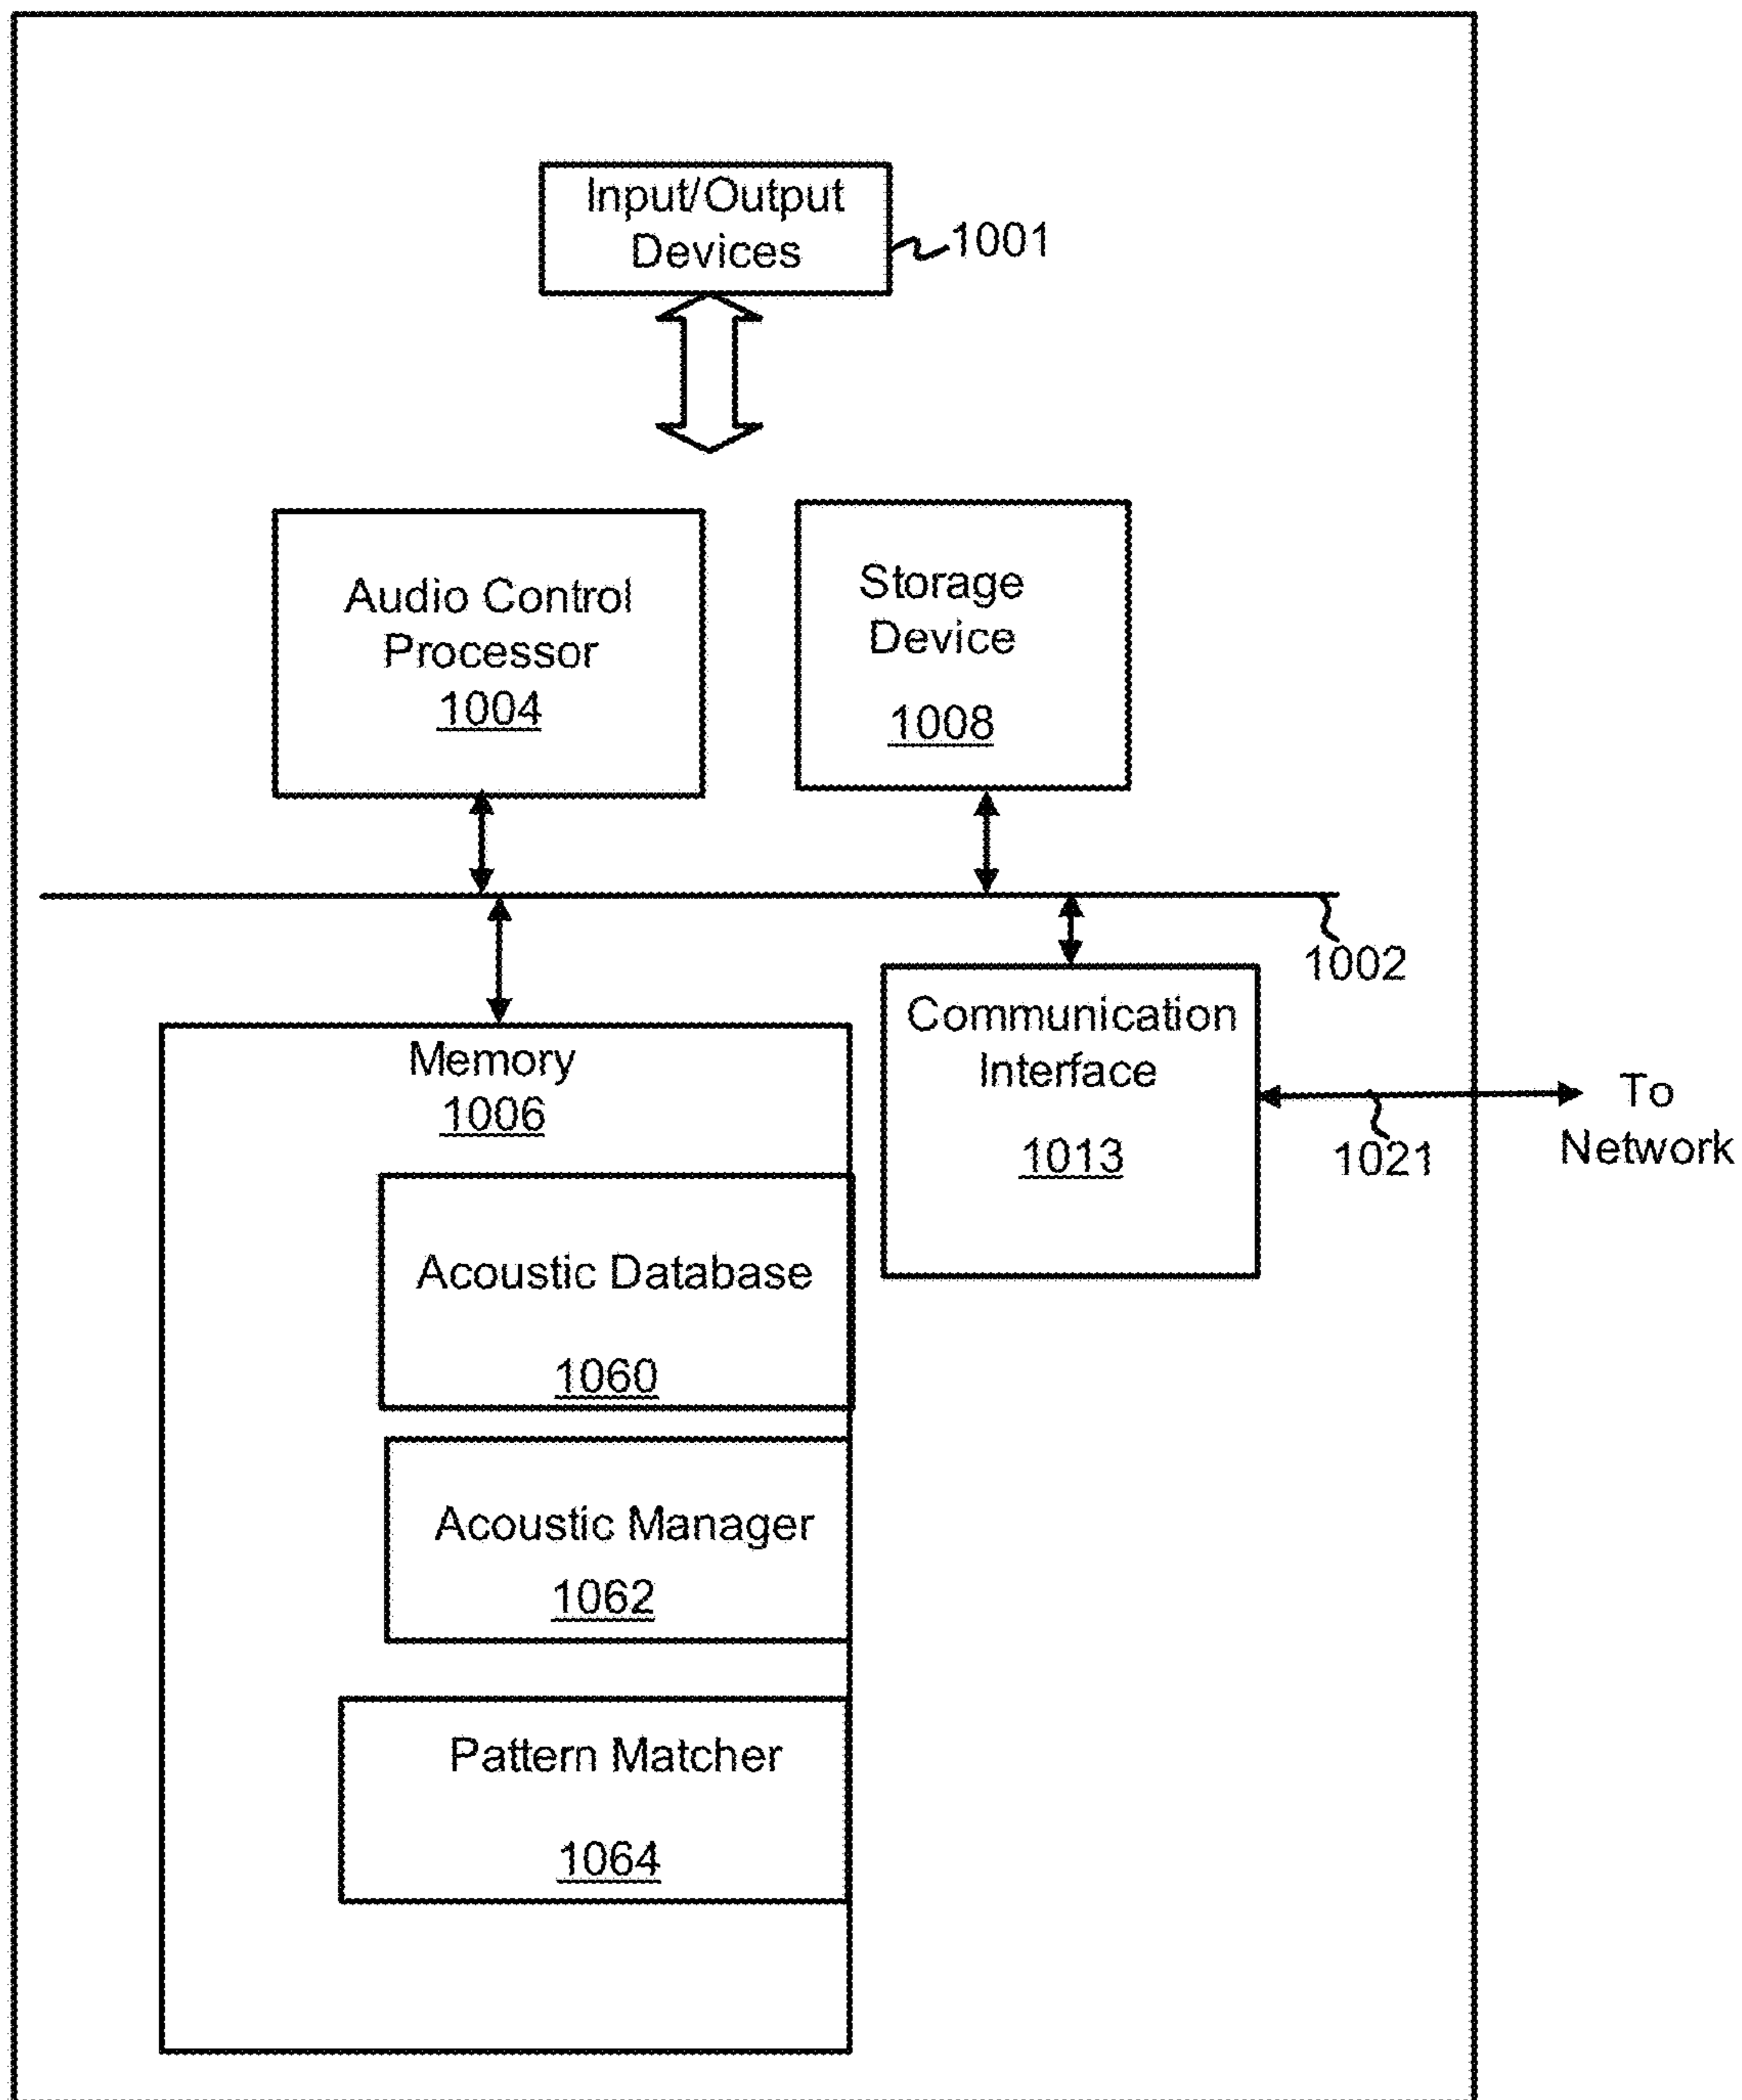 Input/Output
Devices
1001
Audio Control
Processor
1004
Storage
Device
1008
1002
Memory
1006
Communication
Interface
1013
1021
To
Network
Acoustic Database
1060
Acoustic Manager
1062
Pattern Matcher
1064